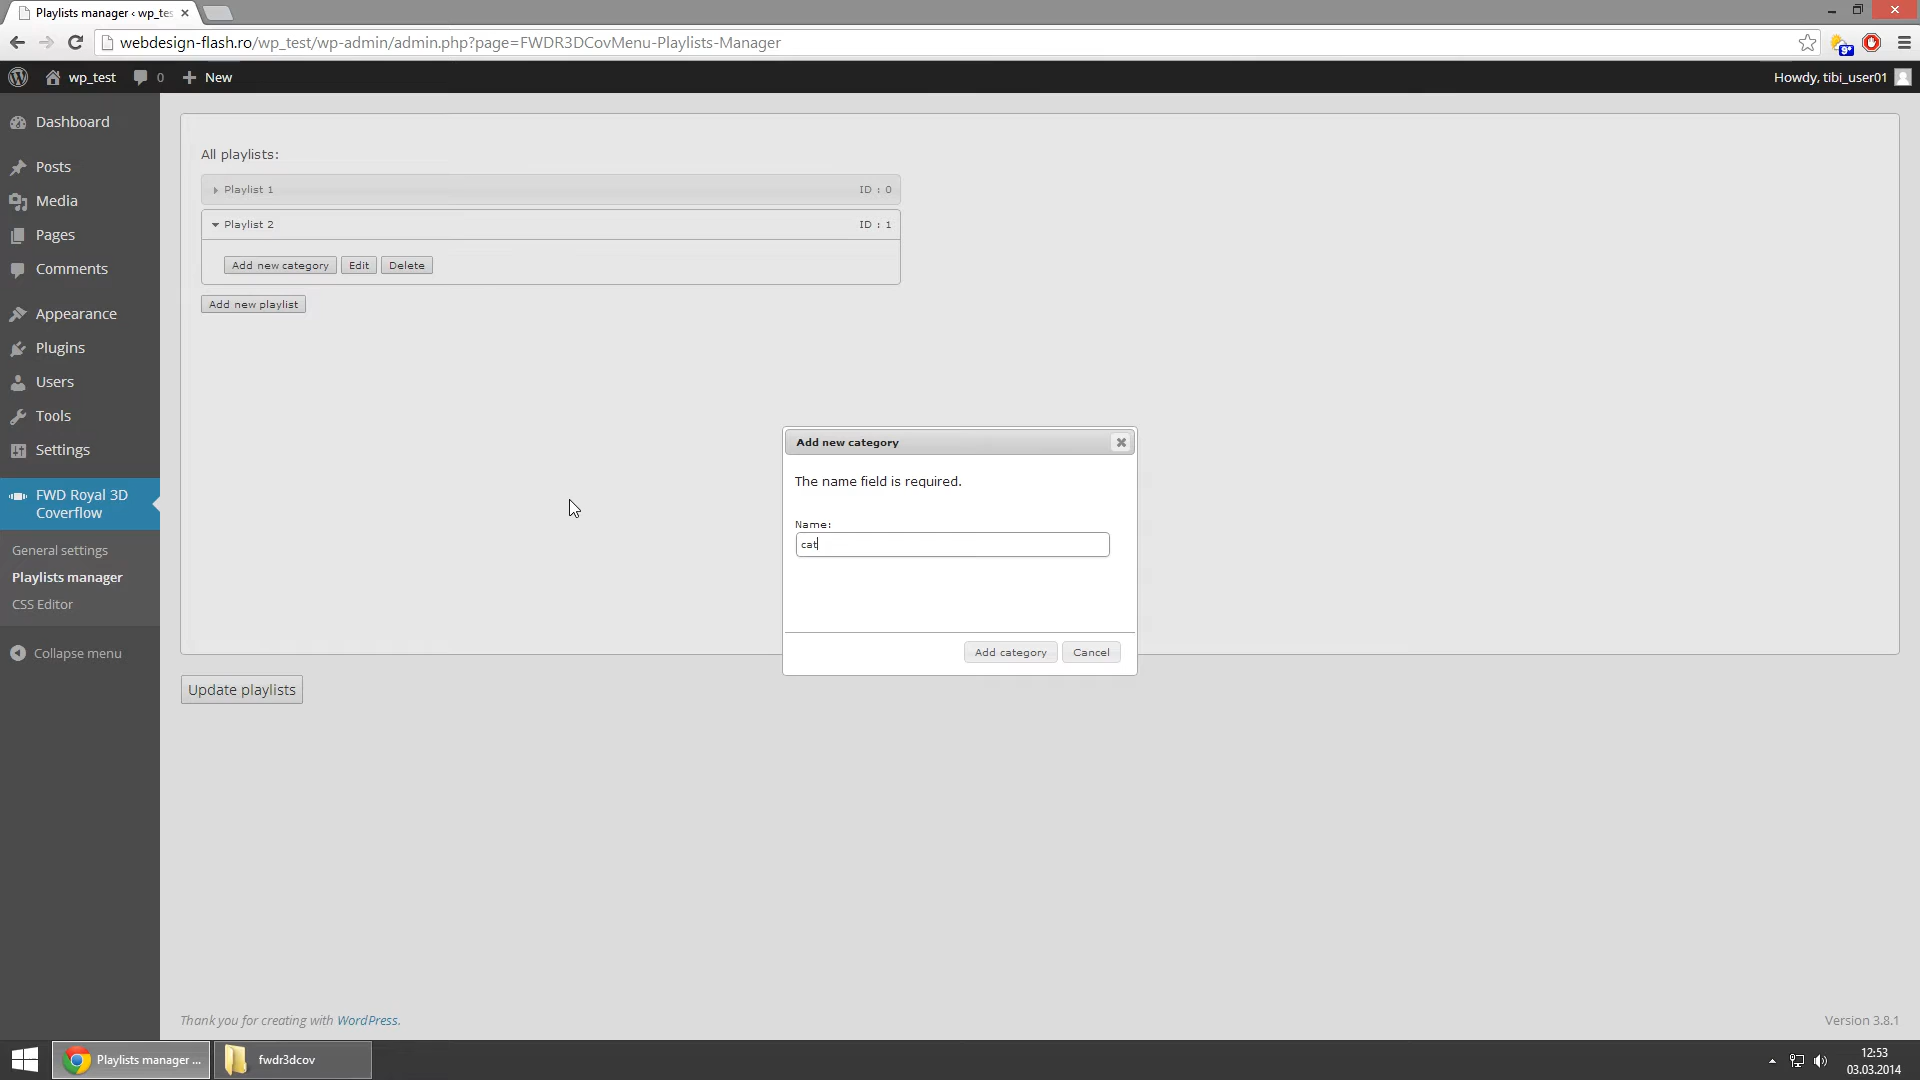 Playlists manager ‹ wp_tes
webdesign-flash.ro/wp_test/wp-admin/admin.php?page=FWDR3DCovMenu-Playlists-Manager
9°
wp_test
0
New
Howdy, tibi_user01
Dashboard
Posts
Media
Pages
Comments
Appearance
Plugins
Users
Tools
Settings
FWD Royal 3D
Coverflow
General settings
Playlists manager
CSS Editor
Collapse menu
All playlists:
Playlist 1
ID : 0
Playlist 2
ID : 1
Add new category
Edit
Delete
Add new playlist
Add new category
The name field is required.
Name:
cat
Add category
Cancel
Update playlists
Thank you for creating with WordPress.
Version 3.8.1
Playlists manager ...
fwdr3dcov
12:53
03.03.2014